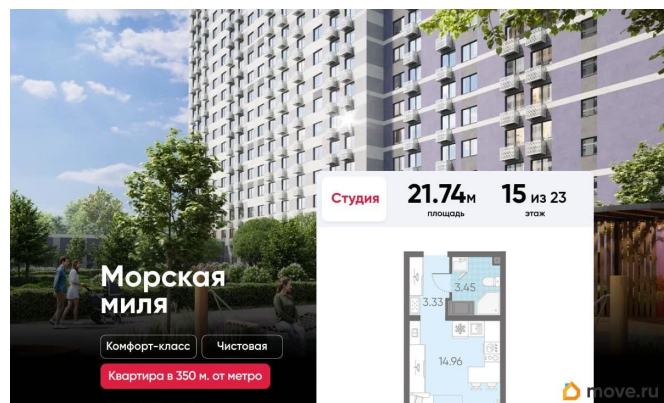 Студия
21.74м
площадь
15 из 23
этаж
3.45
3.33
14.96
Морская
миля
Комфорт-класс
Чистовая
Квартира в 350 м. от метро
move.ru